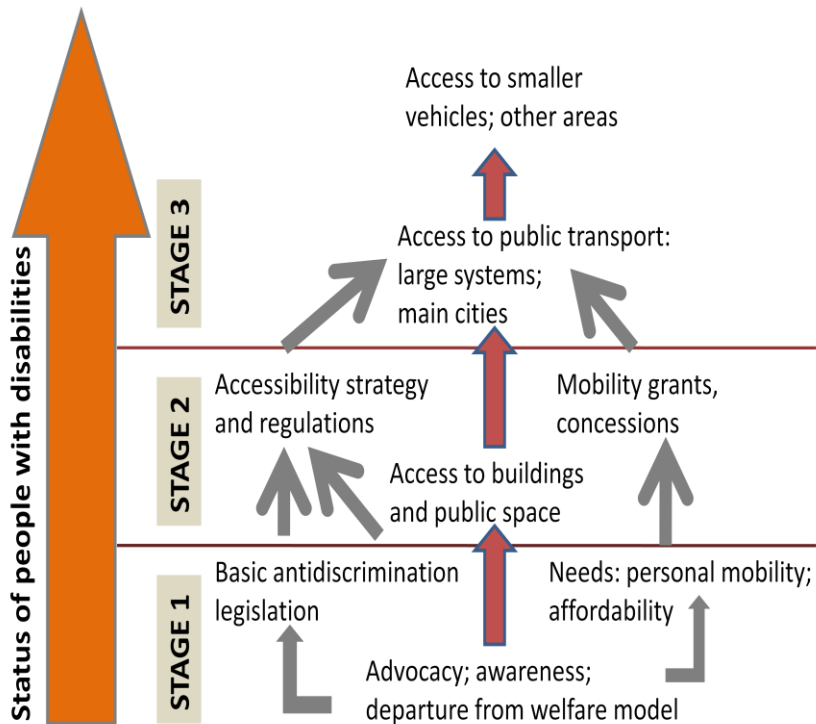 Status of people with disabilities
STAGE 3
Access to smaller
vehicles; other areas
Access to public transport:
large systems;
main cities
STAGE 2
Accessibility strategy
and regulations
Mobility grants,
concessions
Access to buildings
and public space
STAGE 1
Basic antidiscrimination
legislation
Needs: personal mobility;
affordability
Advocacy; awareness;
departure from welfare model